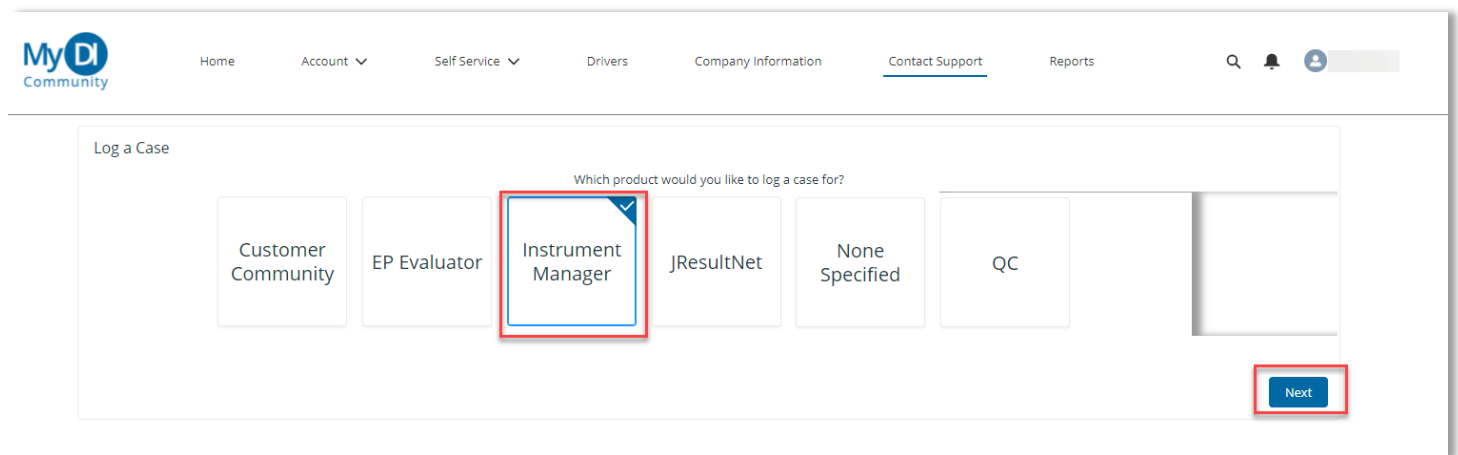 My DI
Community
Home Account Self Service Drivers Company Information Contact Support Reports
Log a Case
Which product would you like to log a case for?
Customer
Community
EP Evaluator
Instrument
Manager
JResultNet
None
Specified
QC
Next